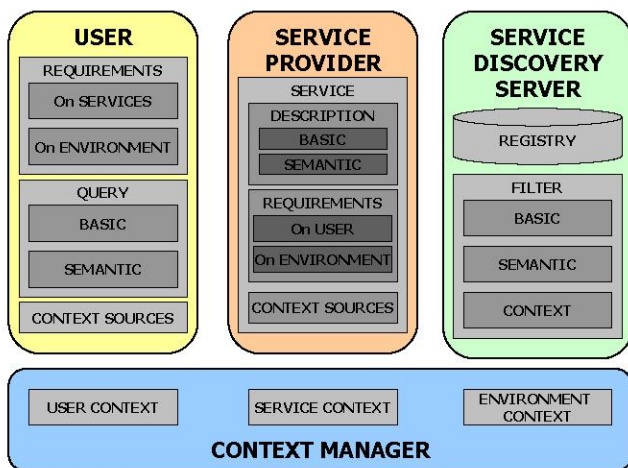 USER
REQUIREMENTS
On SERVICES
On ENVIRONMENT
QUERY
BASIC
SEMANTIC
CONTEXT SOURCES
SERVICE
PROVIDER
SERVICE
DESCRIPTION
BASIC
SEMANTIC
REQUIREMENTS
On USER
On ENVIRONMENT
CONTEXT SOURCES
SERVICE
DISCOVERY
SERVER
REGISTRY
FILTER
BASIC
SEMANTIC
CONTEXT
USER CONTEXT
SERVICE CONTEXT
ENVIRONMENT
CONTEXT
CONTEXT MANAGER